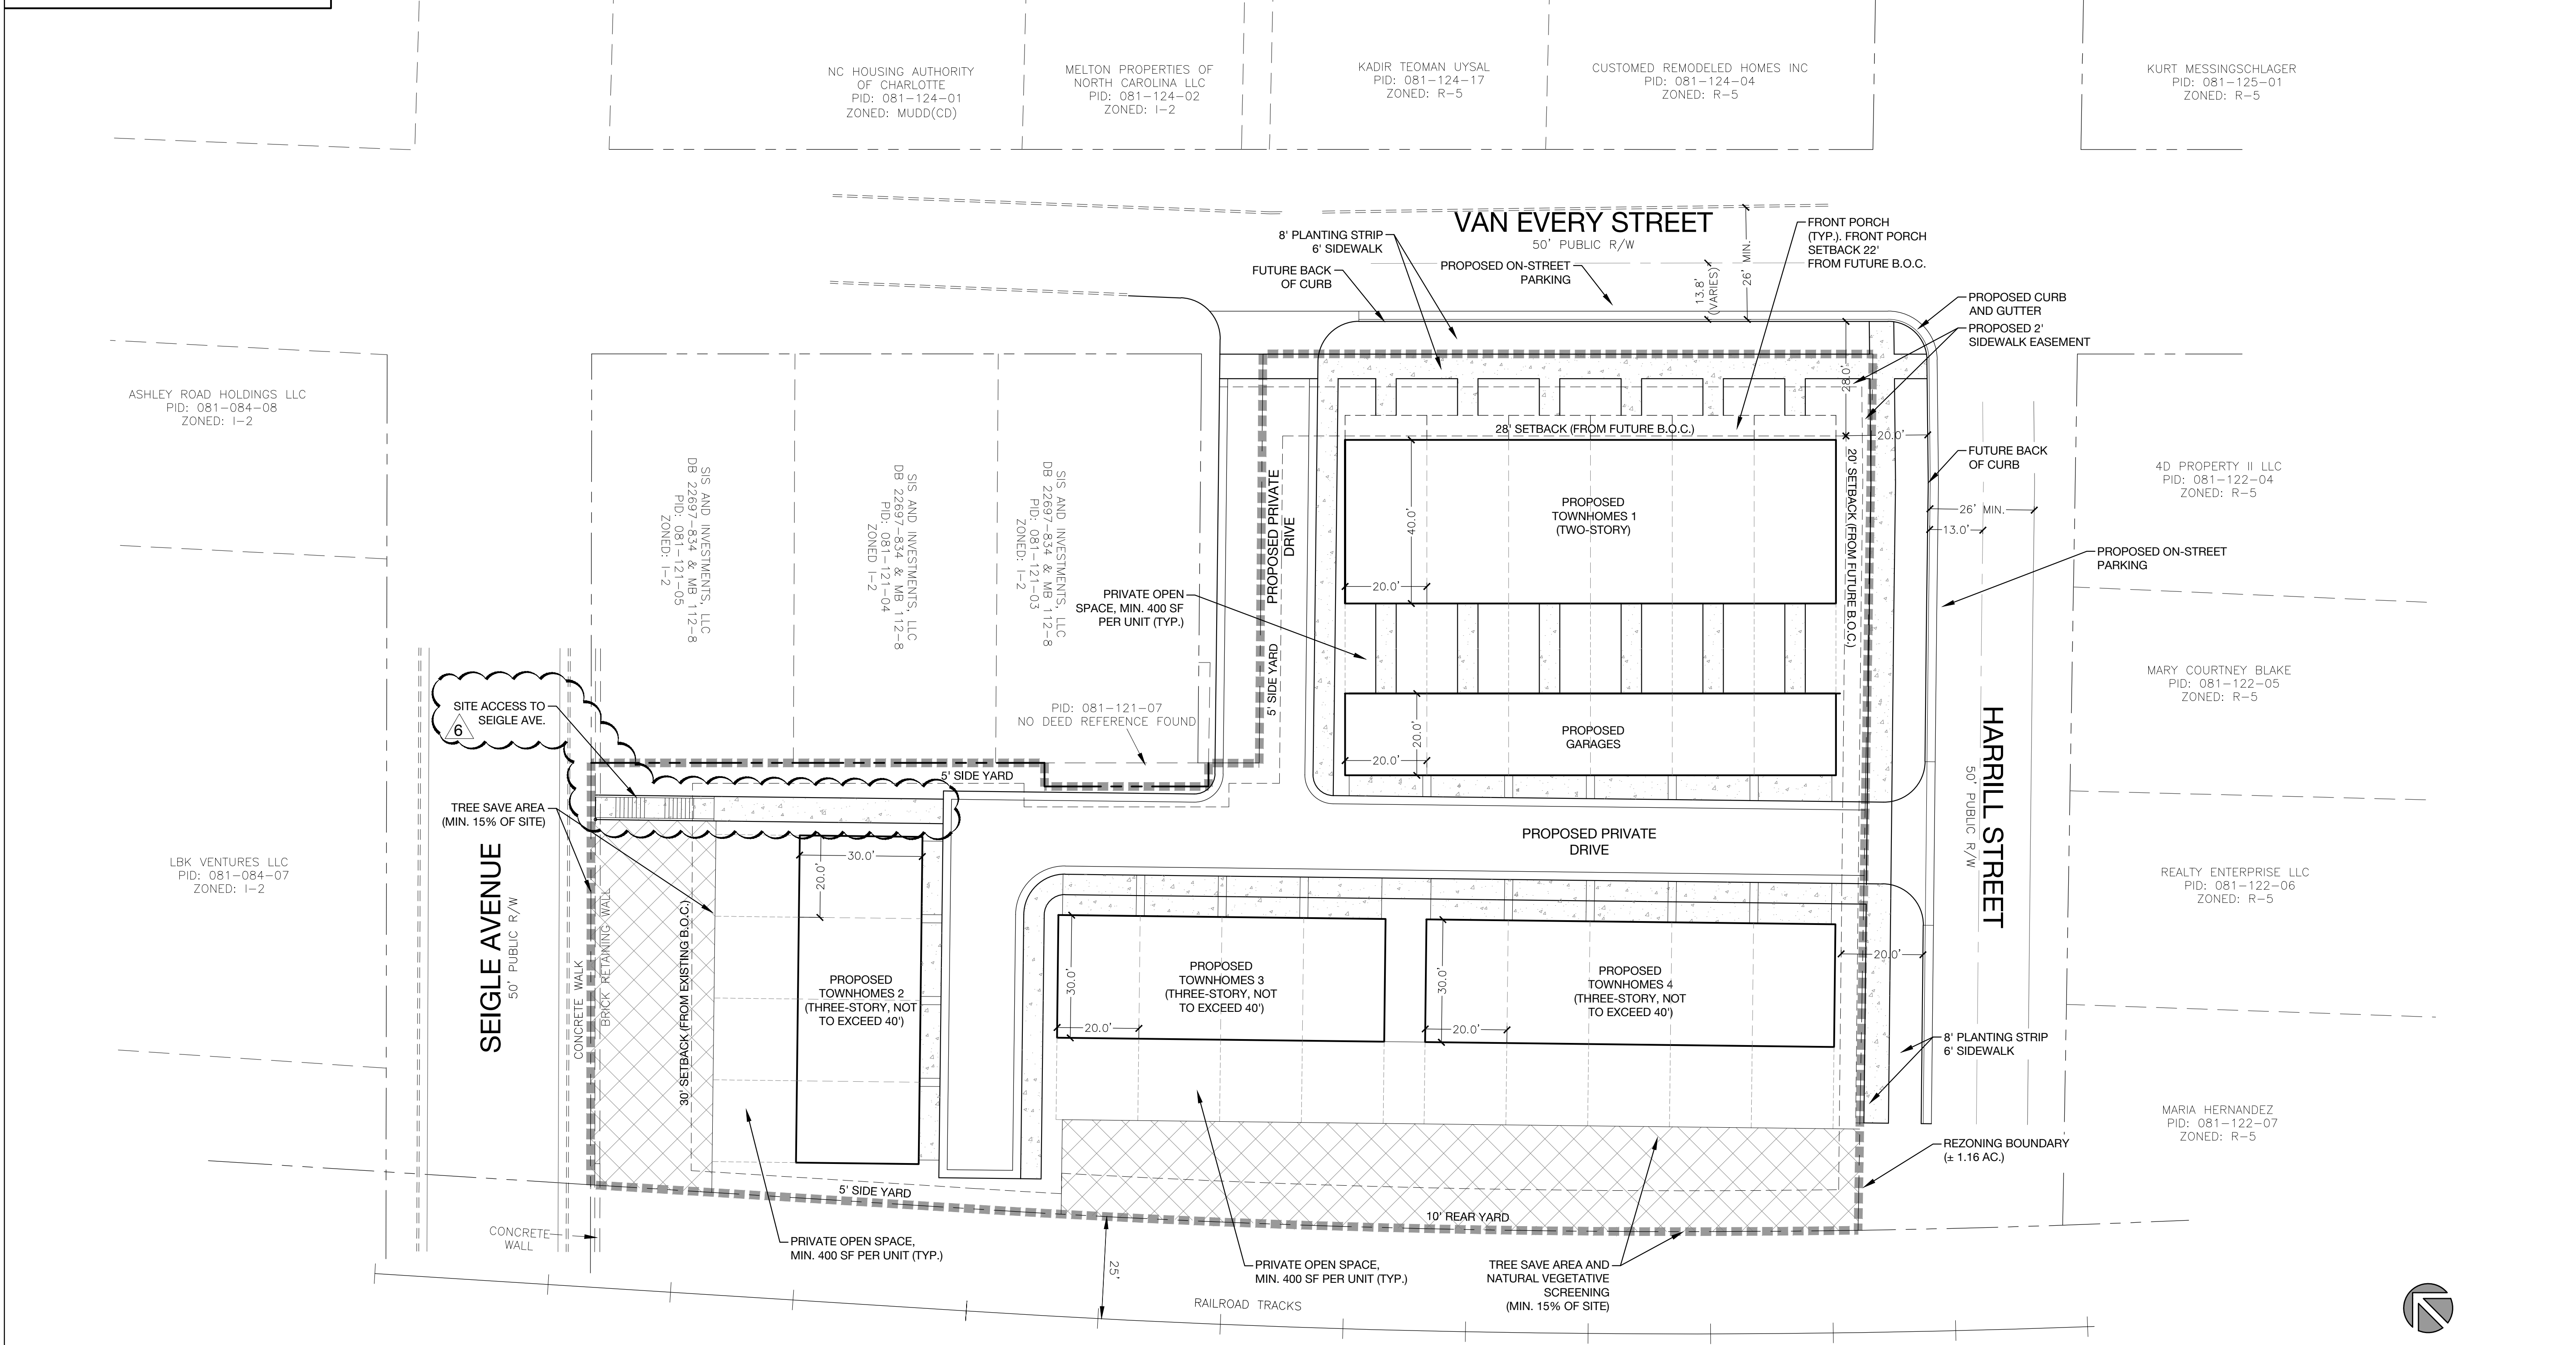 NC HOUSING AUTHORITY
OF CHARLOTTE
PID: 081-124-01
ZONED: MUDD(CD)
MELTON PROPERTIES OF
NORTH CAROLINA LLC
PID: 081-124-02
ZONED: I-2
KADIR TEOMAN UYSAL
PID: 081-124-17
ZONED: R-5
CUSTOMED REMODELED HOMES INC
PID: 081-124-04
ZONED: R-5
KURT MESSINGSCHLAGER
PID: 081-125-01
ZONED: R-5
VAN EVERY STREET
50' PUBLIC R/W
8' PLANTING STRIP
6' SIDEWALK
FUTURE BACK
OF CURB
PROPOSED ON-STREET
PARKING
13.8'
(VARIES)
26' MIN.
FRONT PORCH
(TYP.). FRONT PORCH
SETBACK 22'
FROM FUTURE B.O.C.
PROPOSED CURB
AND GUTTER
PROPOSED 2'
SIDEWALK EASEMENT
ASHLEY ROAD HOLDINGS LLC
PID: 081-084-08
ZONED: I-2
SIS AND INVESTMENTS, LLC
DB 22697-834 & MB 112-8
PID: 081-121-05
ZONED: I-2
SIS AND INVESTMENTS, LLC
DB 22697-834 & MB 112-8
PID: 081-121-04
ZONED I-2
SIS AND INVESTMENTS, LLC
DB 22697-834 & MB 112-8
PID: 081-121-03
ZONED: I-2
PROPOSED PRIVATE
DRIVE
5' SIDE YARD
28.0'
28' SETBACK (FROM FUTURE B.O.C.)
20.0'
20' SETBACK (FROM FUTURE B.O.C.)
FUTURE BACK
OF CURB
4D PROPERTY II LLC
PID: 081-122-04
ZONED: R-5
26' MIN.
13.0'
PROPOSED
TOWNHOMES 1
(TWO-STORY)
40.0'
20.0'
PROPOSED ON-STREET
PARKING
PRIVATE OPEN
SPACE, MIN. 400 SF
PER UNIT (TYP.)
MARY COURTNEY BLAKE
PID: 081-122-05
ZONED: R-5
SITE ACCESS TO
SEIGLE AVE.
6
PID: 081-121-07
NO DEED REFERENCE FOUND
PROPOSED
GARAGES
20.0'
20.0'
HARRILL STREET
50' PUBLIC R/W
5' SIDE YARD
TREE SAVE AREA
(MIN. 15% OF SITE)
PROPOSED PRIVATE
DRIVE
LBK VENTURES LLC
PID: 081-084-07
ZONED: I-2
REALTY ENTERPRISE LLC
PID: 081-122-06
ZONED: R-5
SEIGLE AVENUE
50' PUBLIC R/W
CONCRETE WALK
BRICK RETAINING WALL
30' SETBACK (FROM EXISTING B.O.C.)
30.0'
20.0'
PROPOSED
TOWNHOMES 2
(THREE-STORY, NOT
TO EXCEED 40')
30.0'
20.0'
PROPOSED
TOWNHOMES 3
(THREE-STORY, NOT
TO EXCEED 40')
30.0'
20.0'
PROPOSED
TOWNHOMES 4
(THREE-STORY, NOT
TO EXCEED 40')
20.0'
8' PLANTING STRIP
6' SIDEWALK
MARIA HERNANDEZ
PID: 081-122-07
ZONED: R-5
REZONING BOUNDARY
(± 1.16 AC.)
5' SIDE YARD
10' REAR YARD
CONCRETE
WALL
PRIVATE OPEN SPACE,
MIN. 400 SF PER UNIT (TYP.)
25'
PRIVATE OPEN SPACE,
MIN. 400 SF PER UNIT (TYP.)
TREE SAVE AREA AND
NATURAL VEGETATIVE
SCREENING
(MIN. 15% OF SITE)
RAILROAD TRACKS